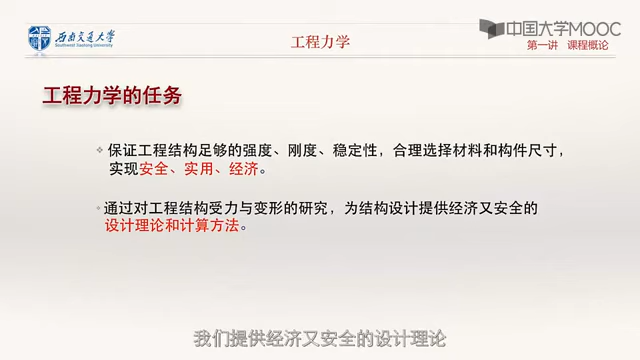 西南交通大学
Southwest Jiaotong University
工程力学
中国大学MOOC
第一讲 课程概论
工程力学的任务
保证工程结构足够的强度、刚度、稳定性，合理选择材料和构件尺寸，
实现安全、实用、经济。
通过对工程结构受力与变形的研究，为结构设计提供经济又安全的
设计理论和计算方法。
我们提供经济又安全的设计理论